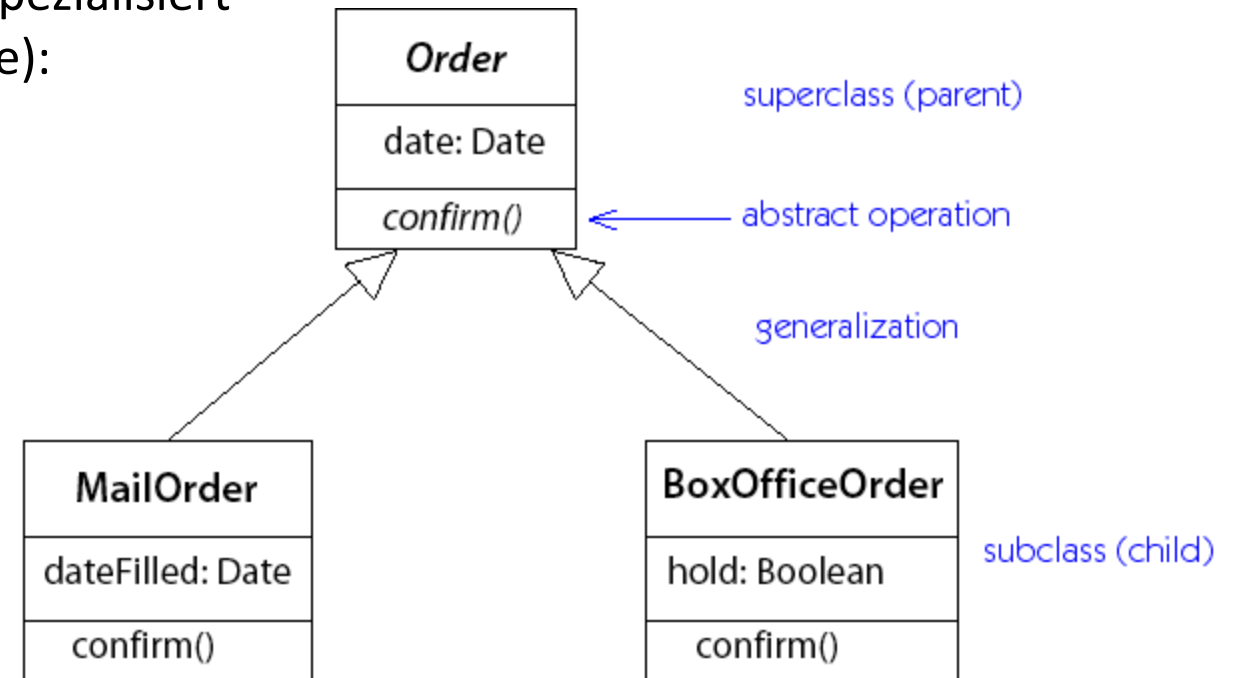 e):
Order
superclass (parent)
date: Date
confirm()
abstract operation
generalization
MailOrder
BoxOfficeOrder
dateFilled: Date
hold: Boolean
subclass (child)
confirm()
confirm()